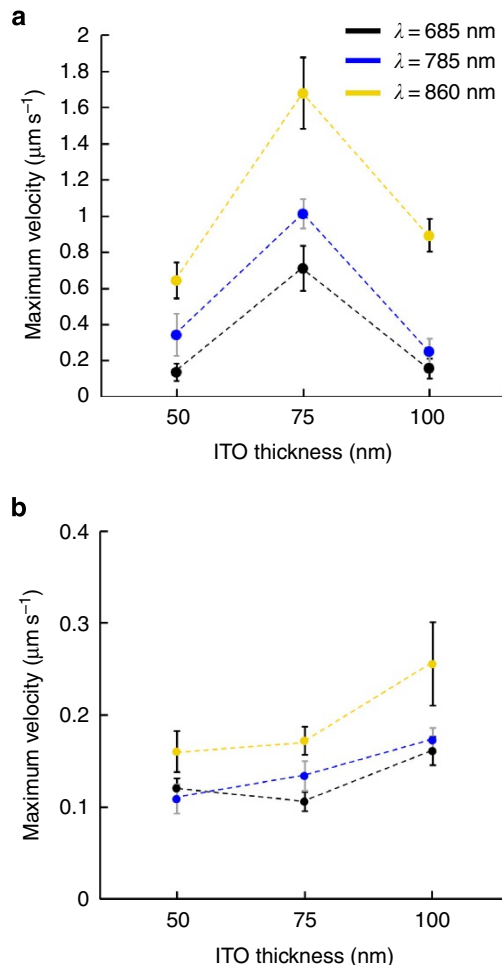 a
λ = 685 nm
λ = 785 nm
λ = 860 nm
Maximum velocity (μm s⁻¹)
2
1.8
1.6
1.4
1.2
1
0.8
0.6
0.4
0.2
0
50 75 100
ITO thickness (nm)
b
Maximum velocity (μm s⁻¹)
0.4
0.3
0.2
0.1
0
50 75 100
ITO thickness (nm)